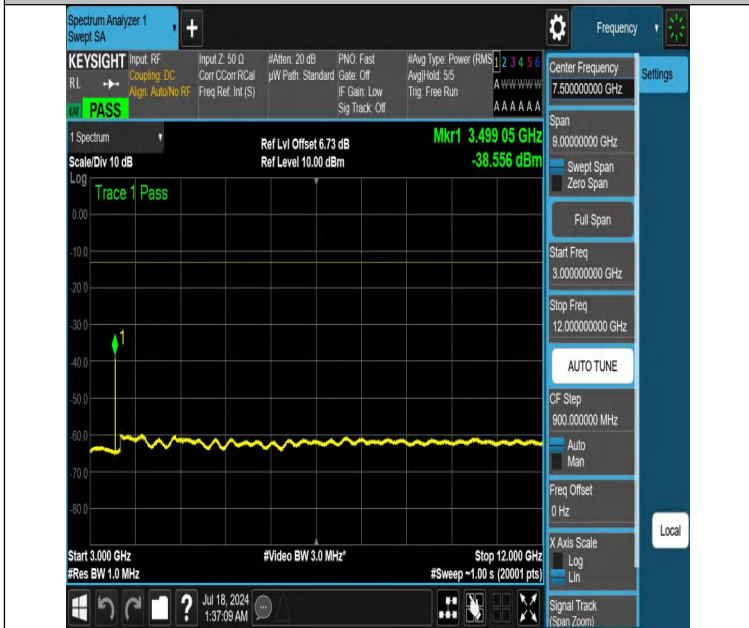 Spectrum Analyzer 1
Swept SA
+
Frequency
KEYSIGHT
RL
PASS
Input: RF
Coupling: DC
Align: Auto/No RF
Input Z: 50 Ω
Corr CCorr RCal
Freq Ref: Int (S)
#Atten: 20 dB
µW Path: Standard
PNO: Fast
Gate: Off
IF Gain: Low
Sig Track: Off
#Avg Type: Power (RMS
Avg|Hold: 5/5
Trig: Free Run
1 2 3 4 5 6
A W W W W W
A A A A A A
1 Spectrum
Scale/Div 10 dB
Ref Lvl Offset 6.73 dB
Ref Level 10.00 dBm
Mkr1 3.499 05 GHz
-38.556 dBm
Log
Trace 1 Pass
0.00
-10.0
-20.0
-30.0
-40.0
-50.0
-60.0
-70.0
-80.0
1
Start 3.000 GHz
#Res BW 1.0 MHz
#Video BW 3.0 MHz*
Stop 12.000 GHz
#Sweep ~1.00 s (20001 pts)
Center Frequency
7.500000000 GHz
Settings
Span
9.00000000 GHz
Swept Span
Zero Span
Full Span
Start Freq
3.000000000 GHz
Stop Freq
12.000000000 GHz
AUTO TUNE
CF Step
900.000000 MHz
Auto
Man
Freq Offset
0 Hz
X Axis Scale
Log
Lin
Local
Signal Track
(Span Zoom)
?
Jul 18, 2024
1:37:09 AM